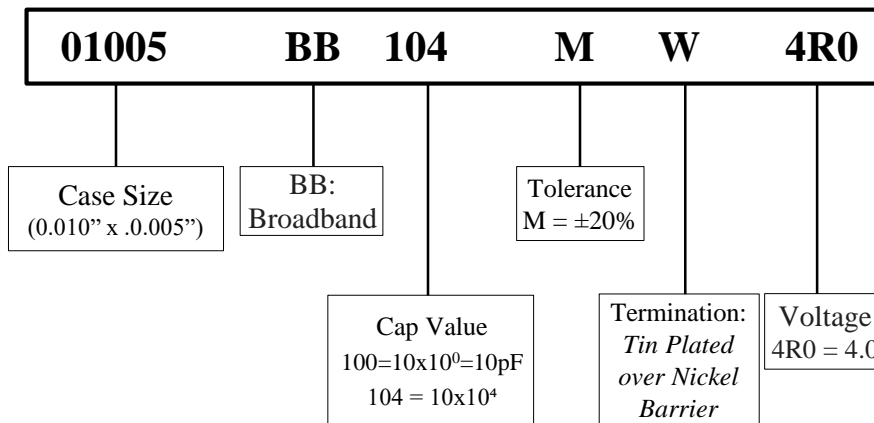 01005 BB 104 M W 4R0
Case Size
(0.010” x .0.005”)
BB:
Broadband
Tolerance
M = ±20%
Cap Value
100=10x10⁰=10pF
104 = 10x10⁴
Termination:
Tin Plated
over Nickel
Barrier
Voltage
4R0 = 4.0